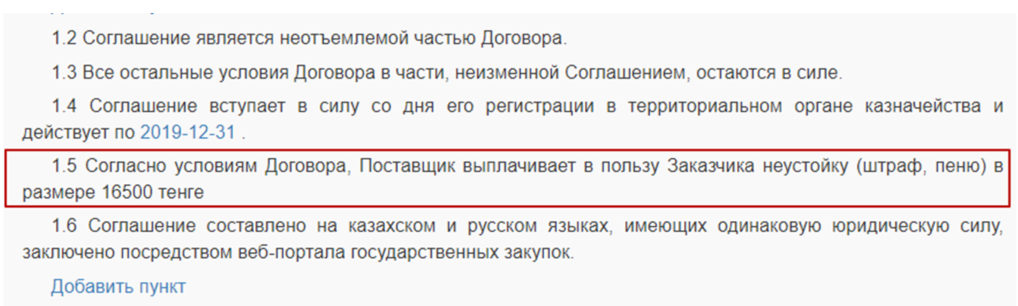 1.2 Соглашение является неотъемлемой частью Договора.
1.3 Все остальные условия Договора в части, неизменной Соглашением, остаются в силе.
1.4 Соглашение вступает в силу со дня его регистрации в территориальном органе казначейства и
действует по 2019-12-31 .
1.5 Согласно условиям Договора, Поставщик выплачивает в пользу Заказчика неустойку (штраф, пеню) в
размере 16500 тенге
1.6 Соглашение составлено на казахском и русском языках, имеющих одинаковую юридическую силу,
заключено посредством веб-портала государственных закупок.
Добавить пункт